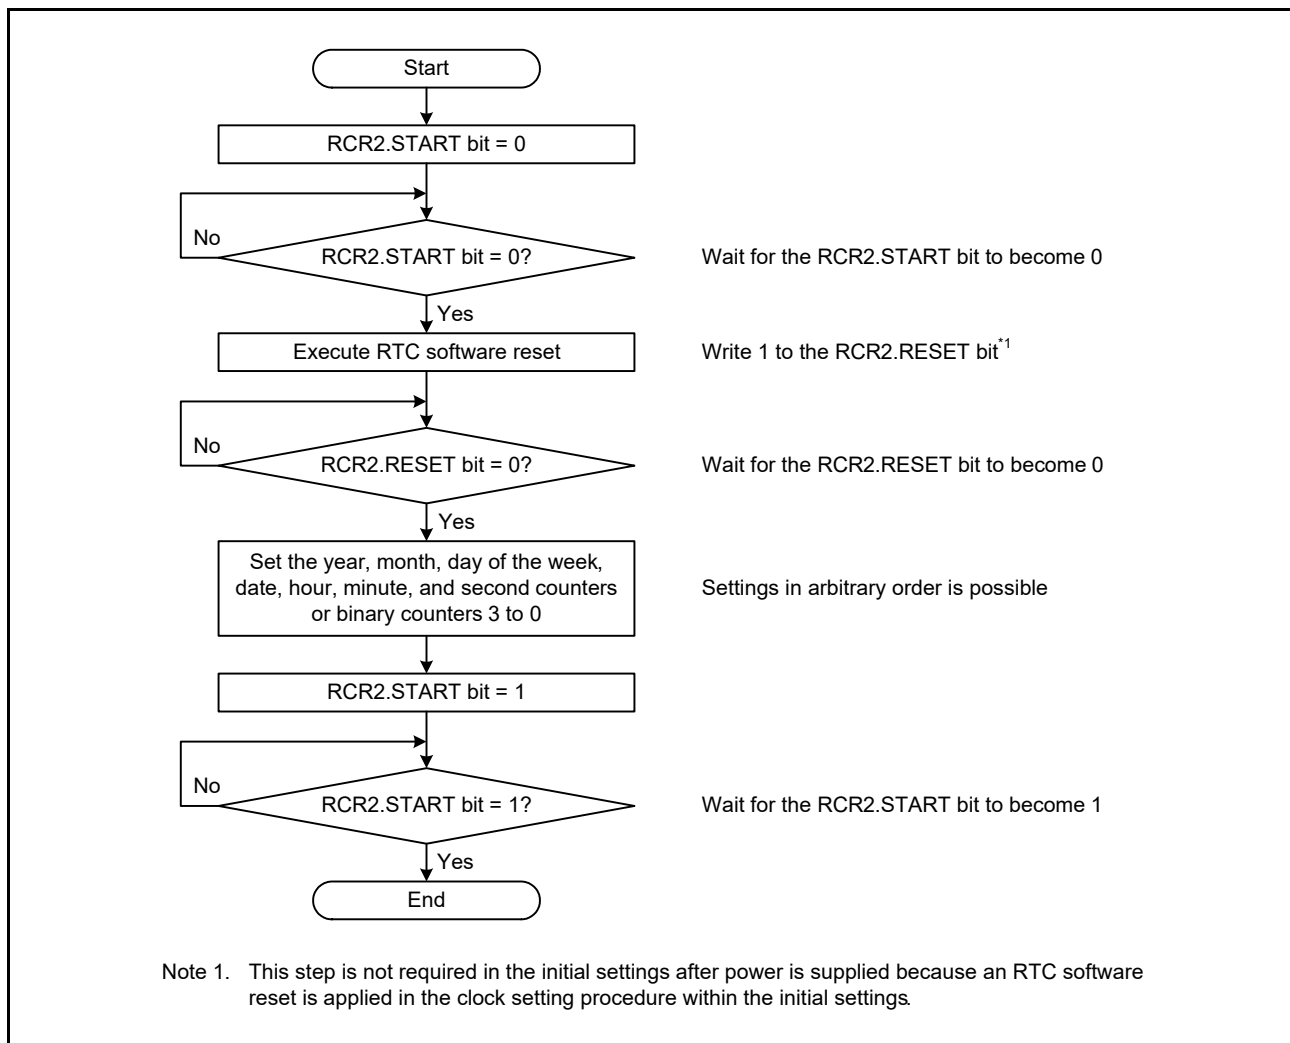 Start
RCR2.START bit = 0
No
RCR2.START bit = 0?
Wait for the RCR2.START bit to become 0
Yes
Execute RTC software reset
Write 1 to the RCR2.RESET bit*1
No
RCR2.RESET bit = 0?
Wait for the RCR2.RESET bit to become 0
Yes
Set the year, month, day of the week,
date, hour, minute, and second counters
or binary counters 3 to 0
Settings in arbitrary order is possible
RCR2.START bit = 1
No
RCR2.START bit = 1?
Wait for the RCR2.START bit to become 1
Yes
End
Note 1. This step is not required in the initial settings after power is supplied because an RTC software
reset is applied in the clock setting procedure within the initial settings.